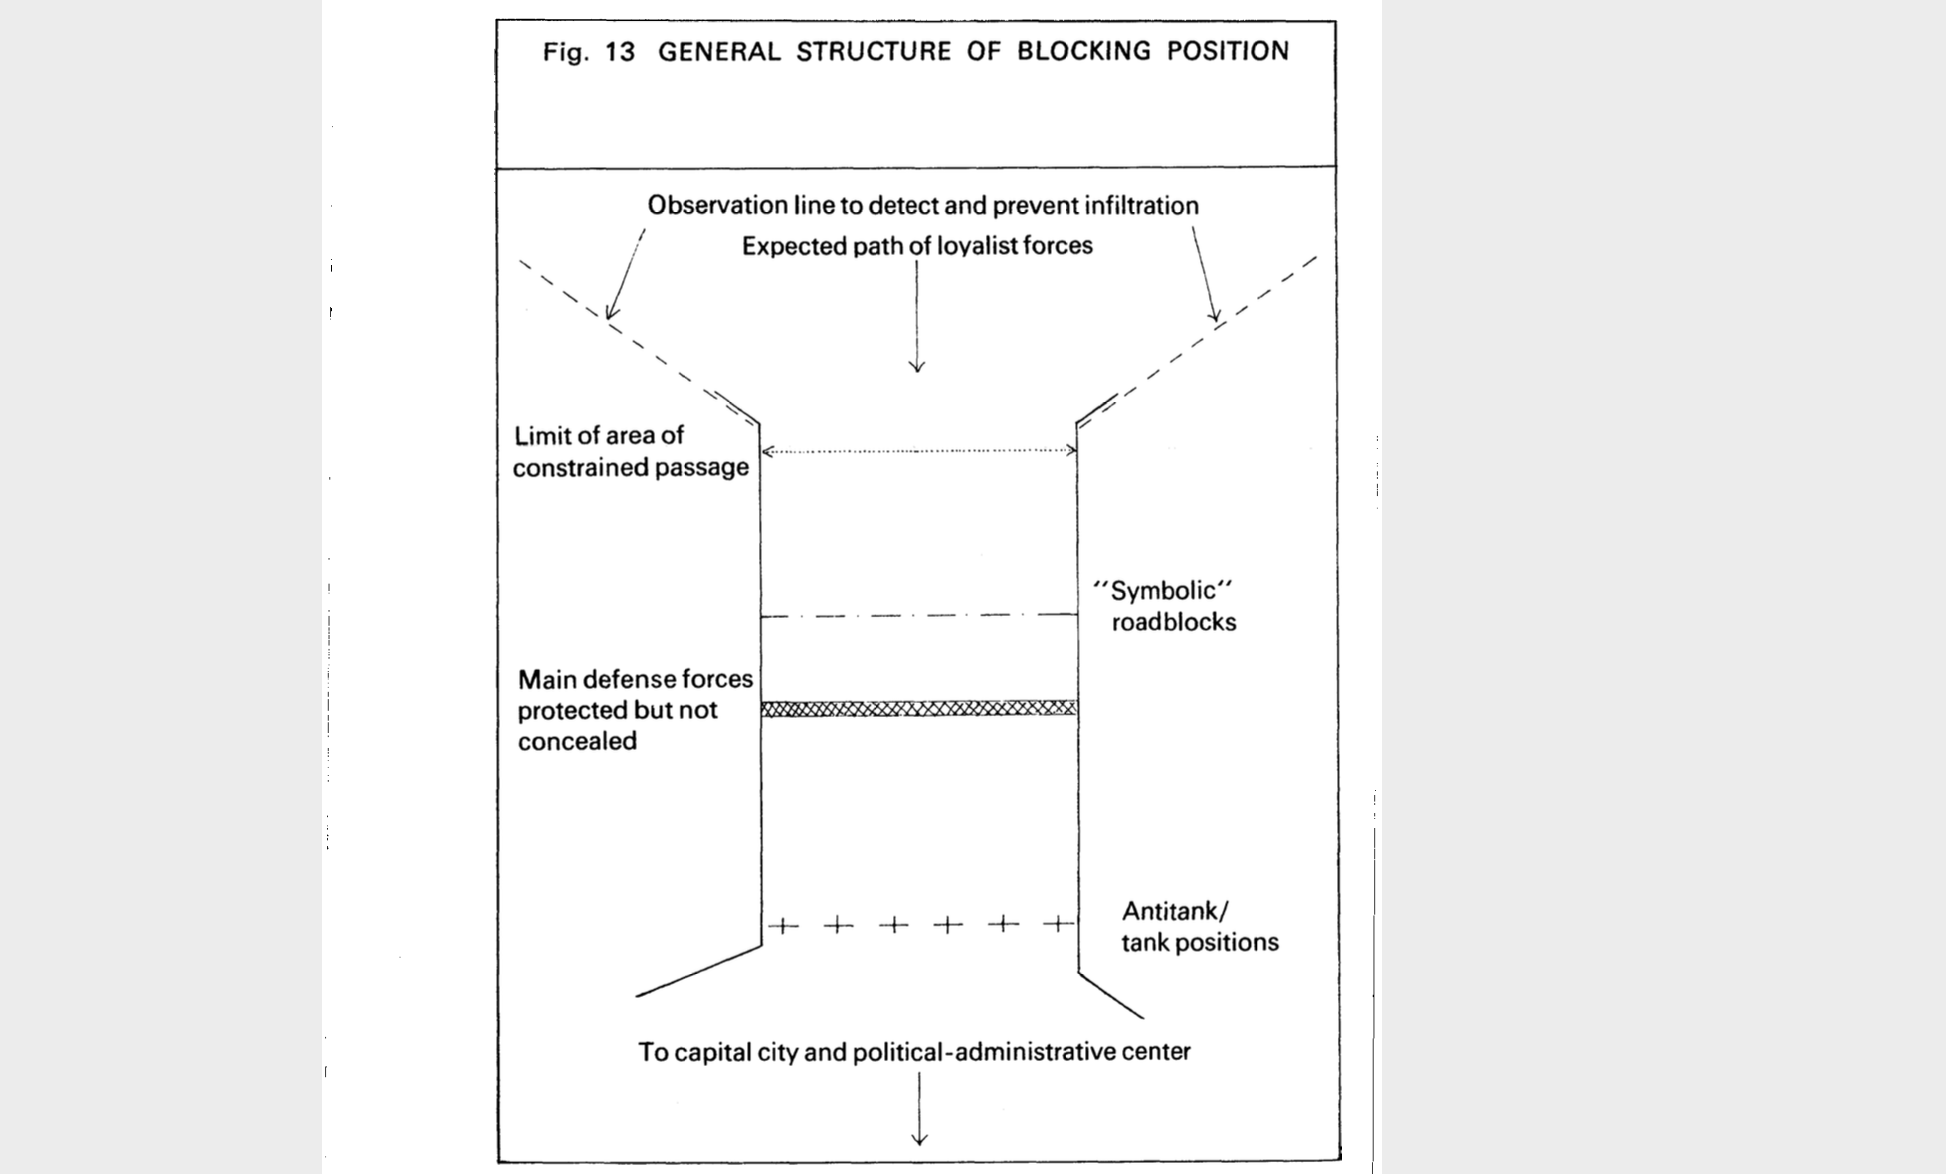 Fig. 13 GENERAL STRUCTURE OF BLOCKING POSITION
Observation line to detect and prevent infiltration
Expected path of loyalist forces
Limit of area of
constrained passage
"Symbolic"
roadblocks
Main defense forces
protected but not
concealed
Antitank/
tank positions
To capital city and political-administrative center